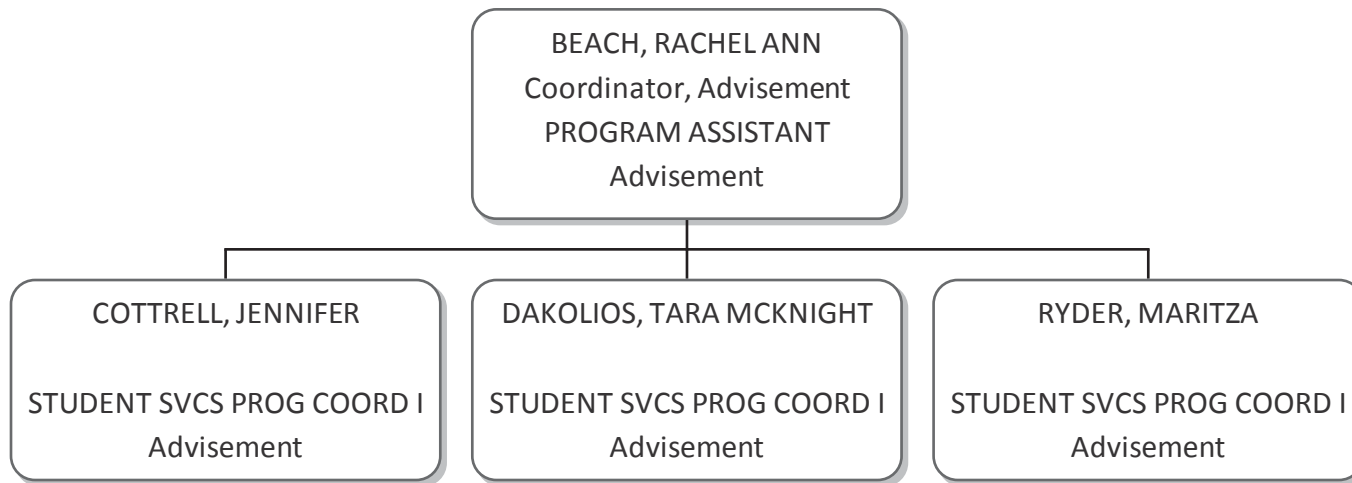 BEACH, RACHEL ANN
Coordinator, Advisement
PROGRAM ASSISTANT
Advisement
COTTRELL, JENNIFER
STUDENT SVCS PROG COORD I
Advisement
DAKOLIOS, TARA MCKNIGHT
STUDENT SVCS PROG COORD I
Advisement
RYDER, MARITZA
STUDENT SVCS PROG COORD I
Advisement